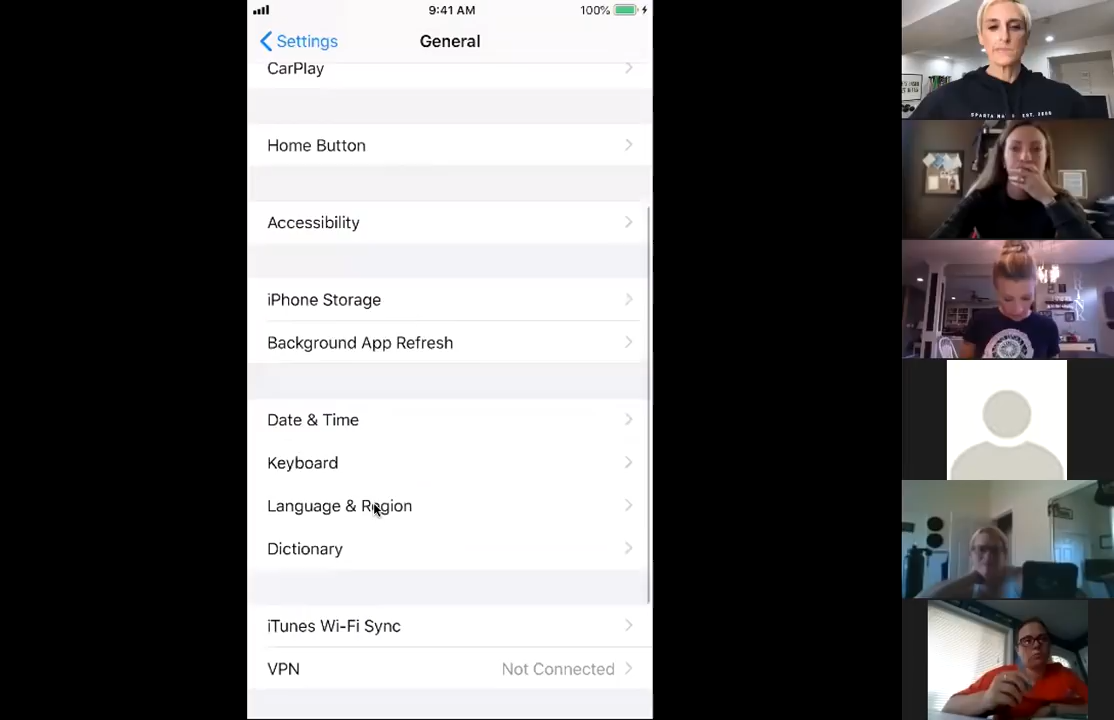 9:41 AM
100%
Settings
General
CarPlay
Home Button
Accessibility
iPhone Storage
Background App Refresh
Date & Time
Keyboard
Language & Region
Dictionary
iTunes Wi-Fi Sync
VPN
Not Connected